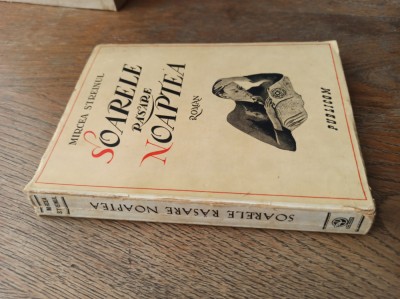 MIRCEA STREINUL
SOARELE
RASARE
NOAPTEA
ROMAN
PUBLICOM
SOARELE RASARE NOAPTEA